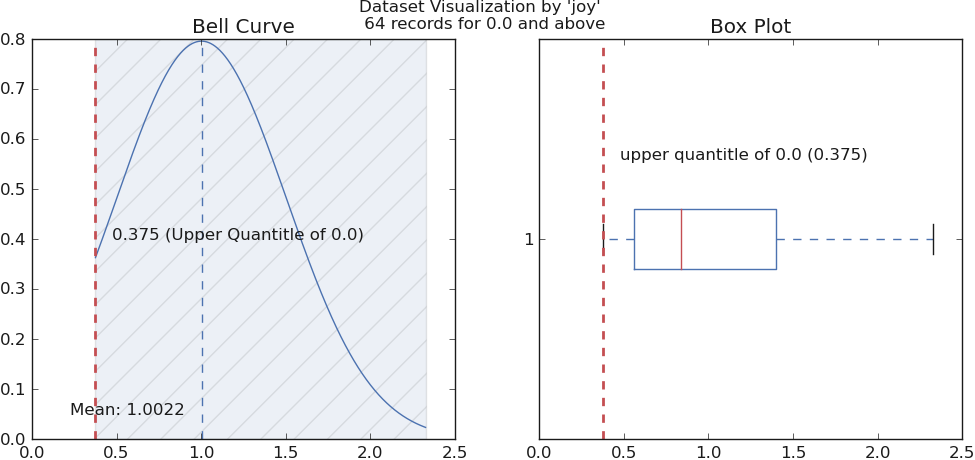 Dataset Visualization by 'joy'
64 records for 0.0 and above
Bell Curve
0.8
0.7
0.6
0.5
0.4
0.3
0.2
0.1
0.0
0.375 (Upper Quantitle of 0.0)
Mean: 1.0022
0.0 0.5 1.0 1.5 2.0 2.5
Box Plot
upper quantitle of 0.0 (0.375)
1
0.0 0.5 1.0 1.5 2.0 2.5